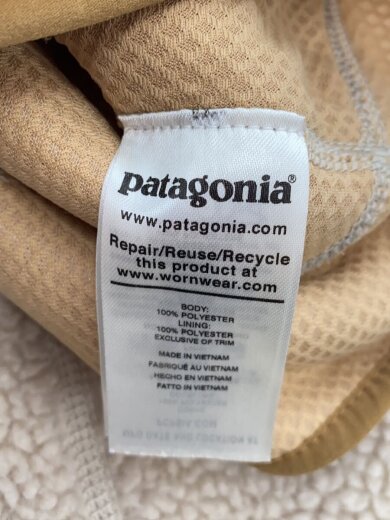 patagonia®
www.patagonia.com
Repair/Reuse/Recycle
this product at
www.wornwear.com
BODY:
100% POLYESTER
LINING:
100% POLYESTER
EXCLUSIVE OF TRIM
MADE IN VIETNAM
FABRIQUÉ AU VIETNAM
HECHO EN VIETNAM
FATTO IN VIETNAM